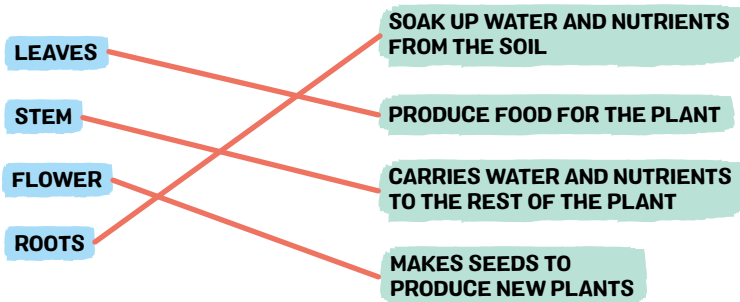 LEAVES
STEM
FLOWER
ROOTS
SOAK UP WATER AND NUTRIENTS
FROM THE SOIL
PRODUCE FOOD FOR THE PLANT
CARRIES WATER AND NUTRIENTS
TO THE REST OF THE PLANT
MAKES SEEDS TO
PRODUCE NEW PLANTS